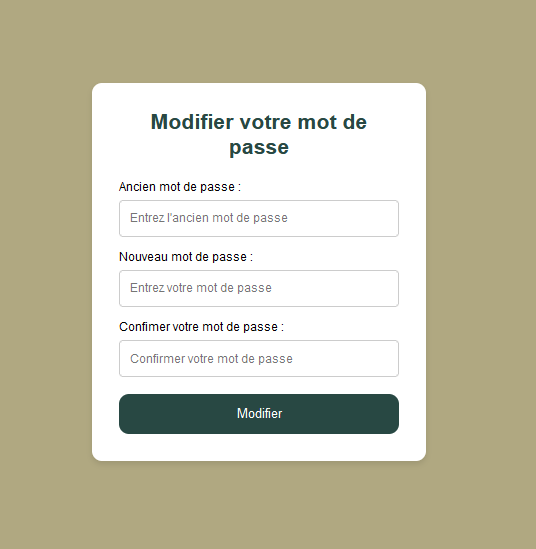 Modifier votre mot de
passe
Ancien mot de passe :
Entrez l'ancien mot de passe
Nouveau mot de passe :
Entrez votre mot de passe
Confimer votre mot de passe :
Confirmer votre mot de passe
Modifier